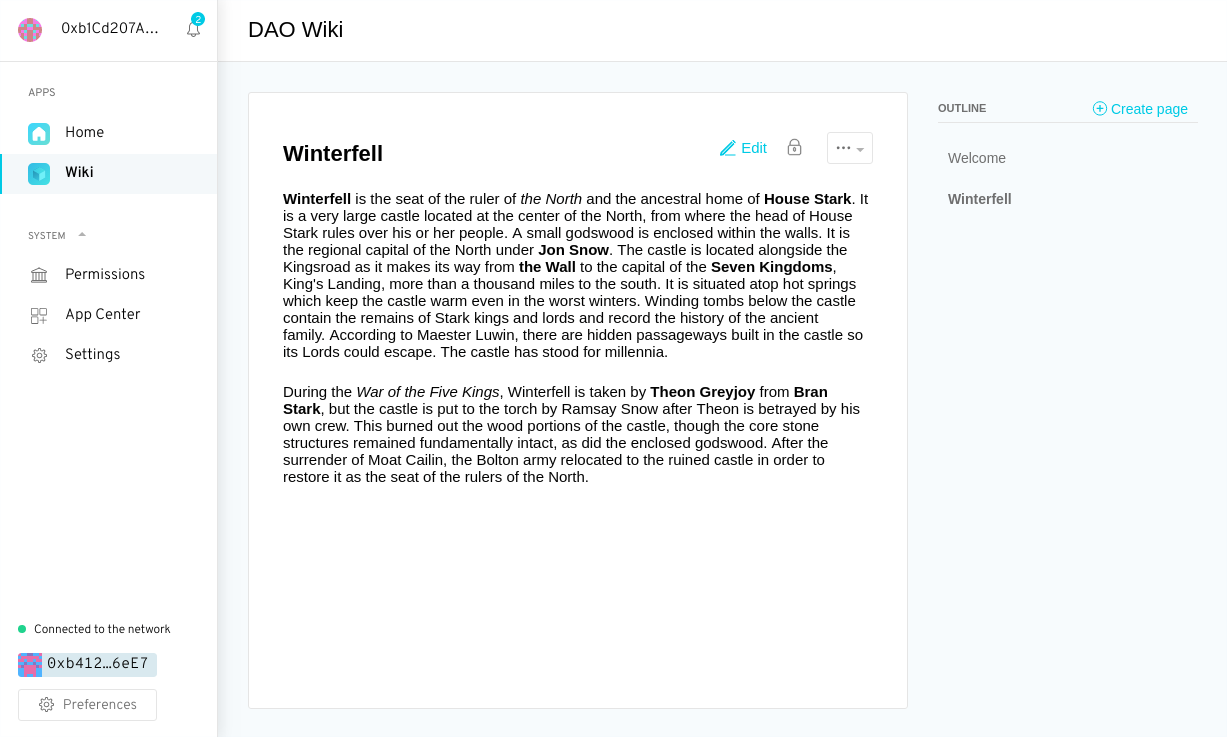 0xb1Cd207A...
2
DAO Wiki
APPS
Home
Wiki
SYSTEM
Permissions
App Center
Settings
Connected to the network
0xb412…6eE7
Preferences
Winterfell
Edit
Winterfell is the seat of the ruler of the North and the ancestral home of House Stark. It
is a very large castle located at the center of the North, from where the head of House
Stark rules over his or her people. A small godswood is enclosed within the walls. It is
the regional capital of the North under Jon Snow. The castle is located alongside the
Kingsroad as it makes its way from the Wall to the capital of the Seven Kingdoms,
King's Landing, more than a thousand miles to the south. It is situated atop hot springs
which keep the castle warm even in the worst winters. Winding tombs below the castle
contain the remains of Stark kings and lords and record the history of the ancient
family. According to Maester Luwin, there are hidden passageways built in the castle so
its Lords could escape. The castle has stood for millennia.
During the War of the Five Kings, Winterfell is taken by Theon Greyjoy from Bran
Stark, but the castle is put to the torch by Ramsay Snow after Theon is betrayed by his
own crew. This burned out the wood portions of the castle, though the core stone
structures remained fundamentally intact, as did the enclosed godswood. After the
surrender of Moat Cailin, the Bolton army relocated to the ruined castle in order to
restore it as the seat of the rulers of the North.
OUTLINE
Create page
Welcome
Winterfell